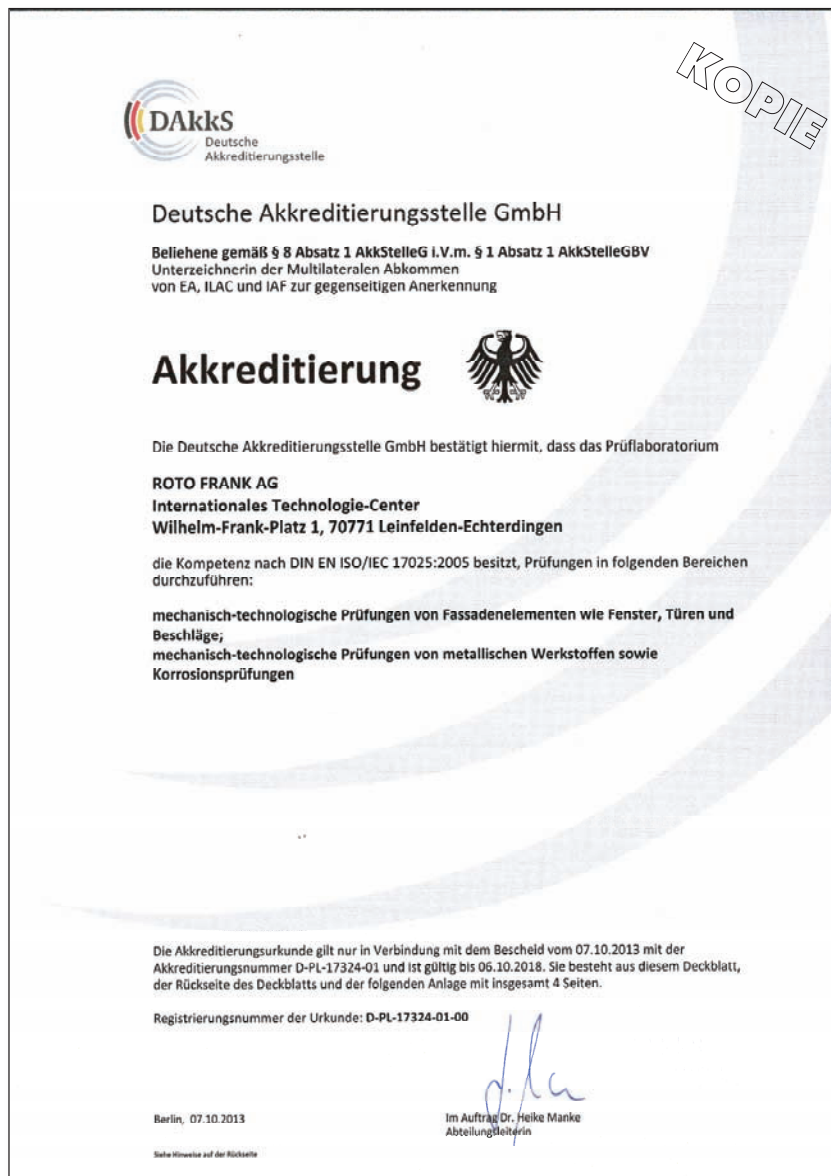 KOPIE
DAkkS
Deutsche
Akkreditierungsstelle
Deutsche Akkreditierungsstelle GmbH
Beliehene gemäß § 8 Absatz 1 AkkStelleG i.V.m. § 1 Absatz 1 AkkStelleGBV
Unterzeichnerin der Multilateralen Abkommen
von EA, ILAC und IAF zur gegenseitigen Anerkennung
Akkreditierung
Die Deutsche Akkreditierungsstelle GmbH bestätigt hiermit, dass das Prüflaboratorium
ROTO FRANK AG
Internationales Technologie-Center
Wilhelm-Frank-Platz 1, 70771 Leinfelden-Echterdingen
die Kompetenz nach DIN EN ISO/IEC 17025:2005 besitzt, Prüfungen in folgenden Bereichen
durchzuführen:
mechanisch-technologische Prüfungen von Fassadenelementen wie Fenster, Türen und
Beschläge;
mechanisch-technologische Prüfungen von metallischen Werkstoffen sowie
Korrosionsprüfungen
Die Akkreditierungsurkunde gilt nur in Verbindung mit dem Bescheid vom 07.10.2013 mit der
Akkreditierungsnummer D-PL-17324-01 und ist gültig bis 06.10.2018. Sie besteht aus diesem Deckblatt,
der Rückseite des Deckblatts und der folgenden Anlage mit insgesamt 4 Seiten.
Registrierungsnummer der Urkunde: D-PL-17324-01-00
Berlin, 07.10.2013
Im Auftrag Dr. Heike Manke
Abteilungsleiterin
Siehe Hinweise auf der Rückseite